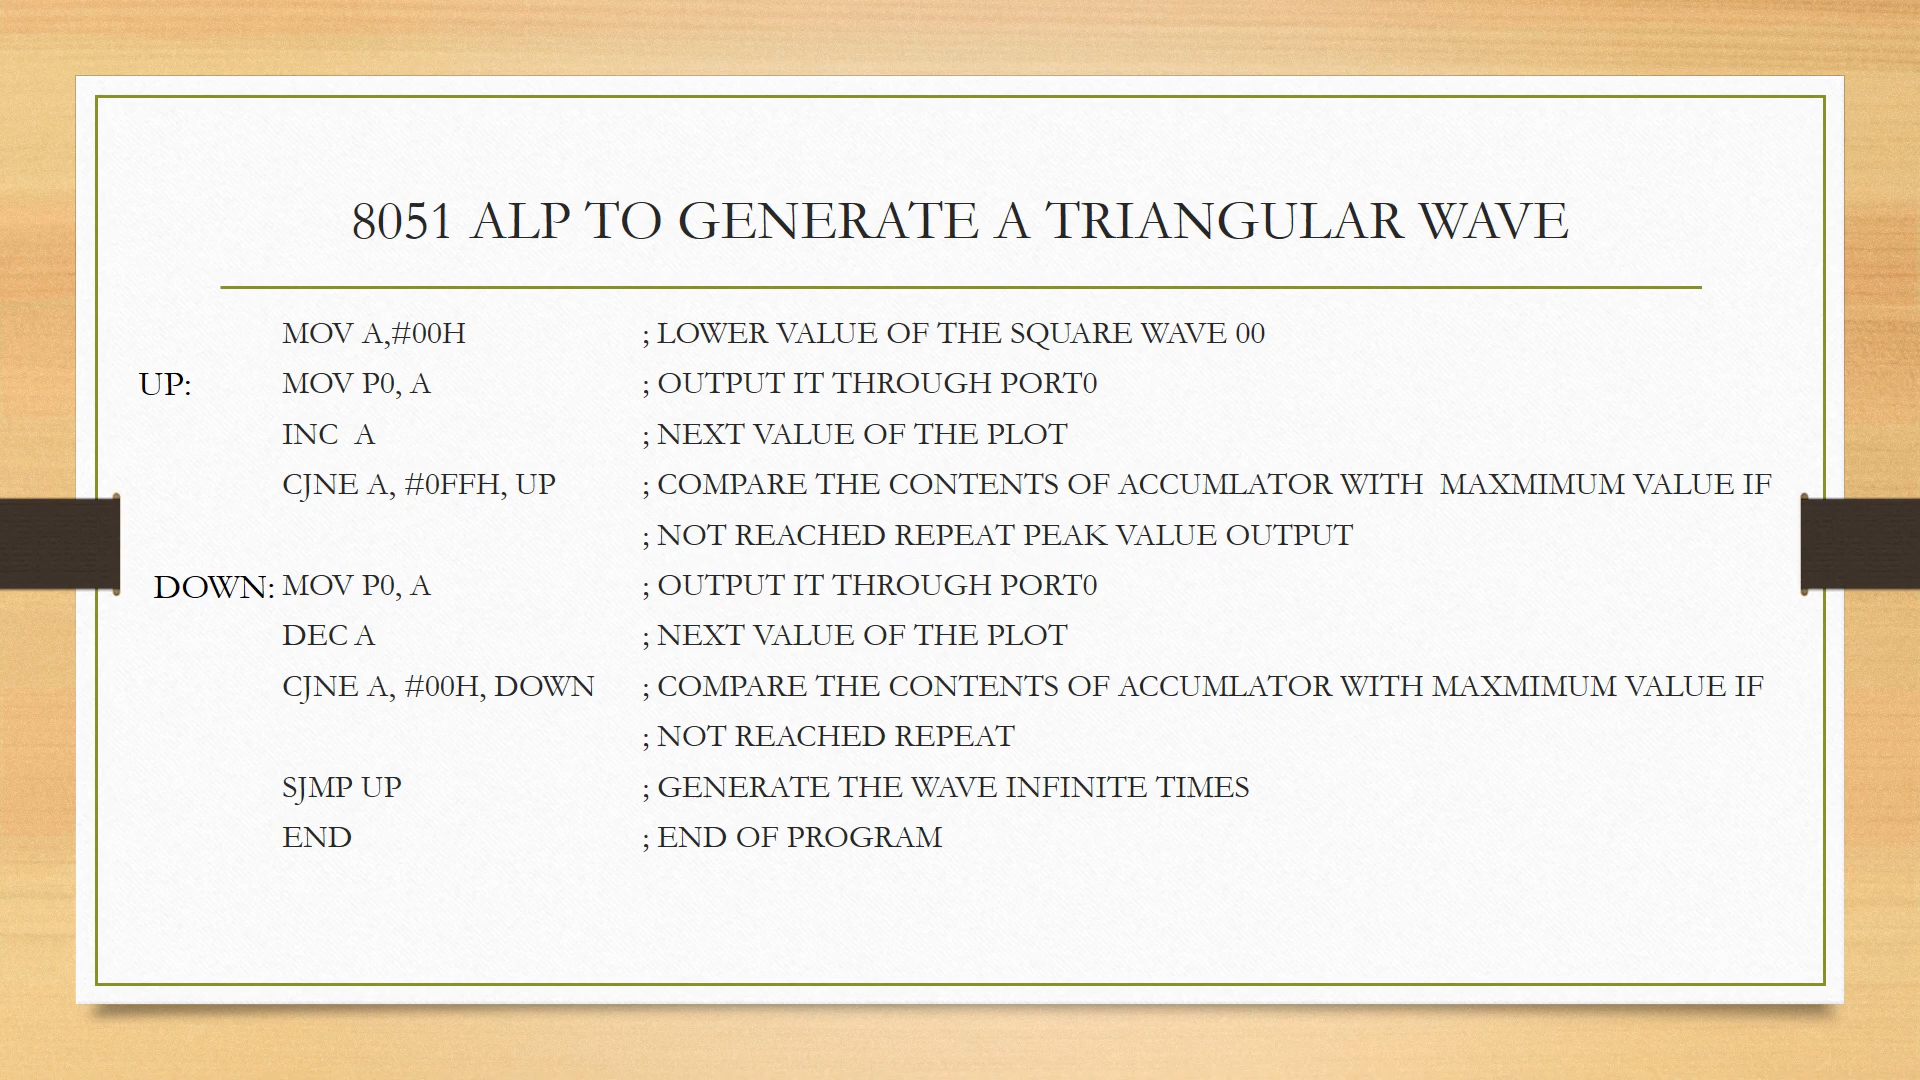 8051 ALP TO GENERATE A TRIANGULAR WAVE
MOV A,#00H ; LOWER VALUE OF THE SQUARE WAVE 00
UP: MOV P0, A ; OUTPUT IT THROUGH PORT0
INC A ; NEXT VALUE OF THE PLOT
CJNE A, #0FFH, UP ; COMPARE THE CONTENTS OF ACCUMLATOR WITH MAXMIMUM VALUE IF
; NOT REACHED REPEAT PEAK VALUE OUTPUT
DOWN: MOV P0, A ; OUTPUT IT THROUGH PORT0
DEC A ; NEXT VALUE OF THE PLOT
CJNE A, #00H, DOWN ; COMPARE THE CONTENTS OF ACCUMLATOR WITH MAXMIMUM VALUE IF
; NOT REACHED REPEAT
SJMP UP ; GENERATE THE WAVE INFINITE TIMES
END ; END OF PROGRAM